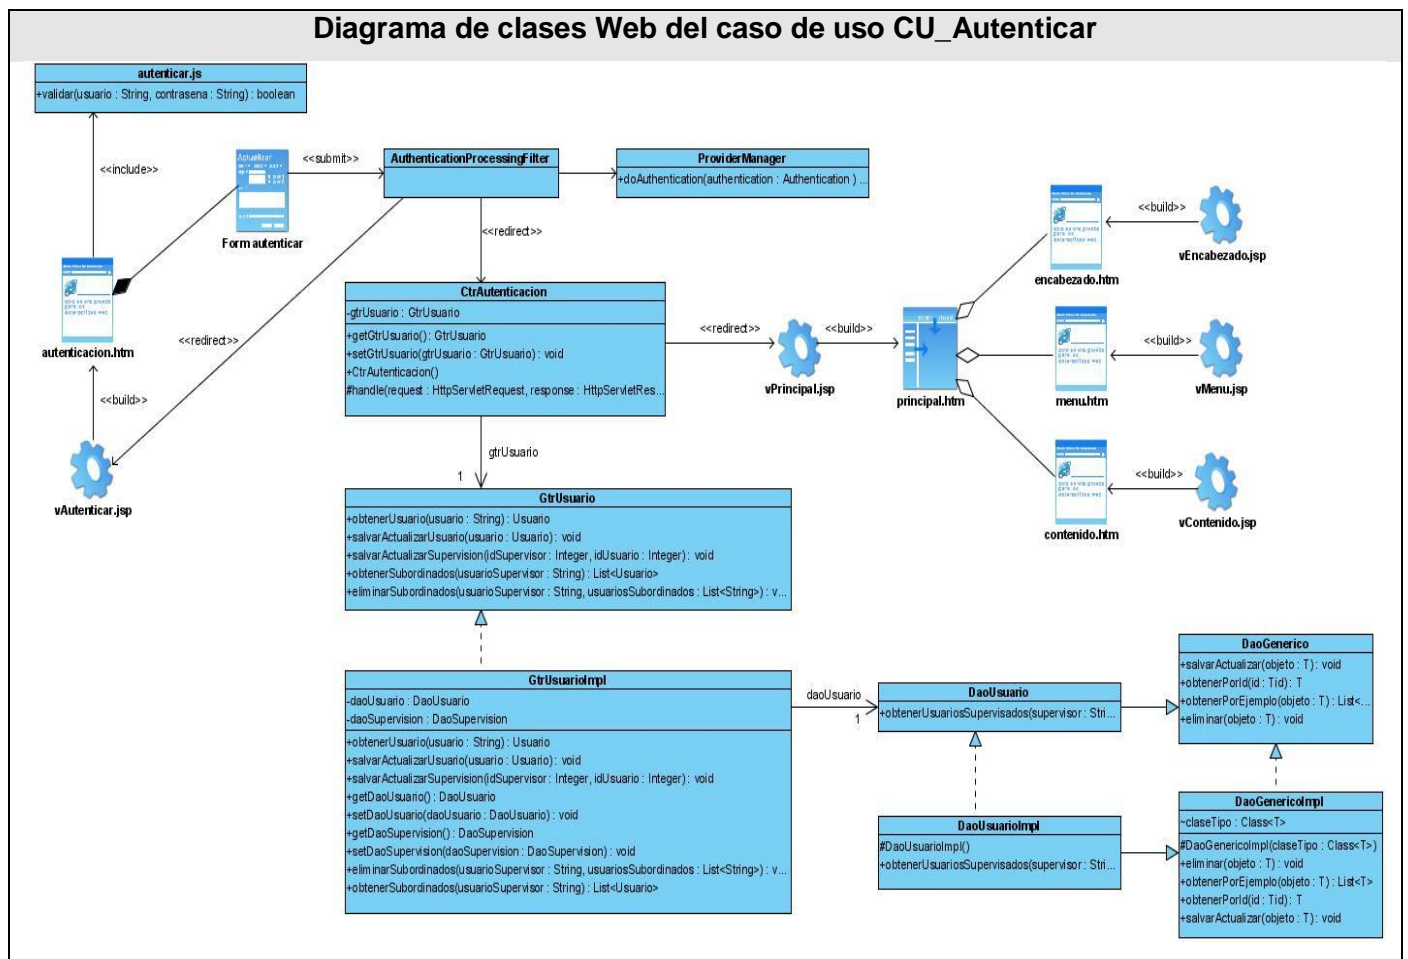 Diagrama de clases Web del caso de uso CU_Autenticar
autenticar.js
+validar(usuario : String, contrasena : String) : boolean
<<include>>
Actualizar
Form autenticar
<<submit>>
AuthenticationProcessingFilter
ProviderManager
+doAuthentication(authentication : Authentication ) ...
<<redirect>>
autenticacion.htm
<<redirect>>
<<build>>
vAutenticar.jsp
CtrAutenticacion
-gtrUsuario : GtrUsuario
+getGtrUsuario() : GtrUsuario
+setGtrUsuario(gtrUsuario : GtrUsuario) : void
+CtrAutenticacion()
#handle(request : HttpServletRequest, response : HttpServletRes...
<<redirect>>
vPrincipal.jsp
<<build>>
principal.htm
encabezado.htm
<<build>>
vEncabezado.jsp
menu.htm
<<build>>
vMenu.jsp
contenido.htm
<<build>>
vContenido.jsp
gtrUsuario
1
GtrUsuario
+obtenerUsuario(usuario : String) : Usuario
+salvarActualizarUsuario(usuario : Usuario) : void
+salvarActualizarSupervision(idSupervisor : Integer, idUsuario : Integer) : void
+obtenerSubordinados(usuarioSupervisor : String) : List<Usuario>
+eliminarSubordinados(usuarioSupervisor : String, usuariosSubordinados : List<String>) : v...
GtrUsuarioImpl
-daoUsuario : DaoUsuario
-daoSupervision : DaoSupervision
+obtenerUsuario(usuario : String) : Usuario
+salvarActualizarUsuario(usuario : Usuario) : void
+salvarActualizarSupervision(idSupervisor : Integer, idUsuario : Integer) : void
+getDaoUsuario() : DaoUsuario
+setDaoUsuario(daoUsuario : DaoUsuario) : void
+getDaoSupervision() : DaoSupervision
+setDaoSupervision(daoSupervision : DaoSupervision) : void
+eliminarSubordinados(usuarioSupervisor : String, usuariosSubordinados : List<String>) : v...
+obtenerSubordinados(usuarioSupervisor : String) : List<Usuario>
daoUsuario
1
DaoUsuario
+obtenerUsuariosSupervisados(supervisor : Stri...
DaoUsuarioImpl
#DaoUsuarioImpl()
+obtenerUsuariosSupervisados(supervisor : Stri...
DaoGenerico
+salvarActualizar(objeto : T) : void
+obtenerPorId(id : Tid) : T
+obtenerPorEjemplo(objeto : T) : List<...
+eliminar(objeto : T) : void
DaoGenericoImpl
~claseTipo : Class<T>
#DaoGenericoImpl(claseTipo : Class<T>)
+eliminar(objeto : T) : void
+obtenerPorEjemplo(objeto : T) : List<T>
+obtenerPorId(id : Tid) : T
+salvarActualizar(objeto : T) : void